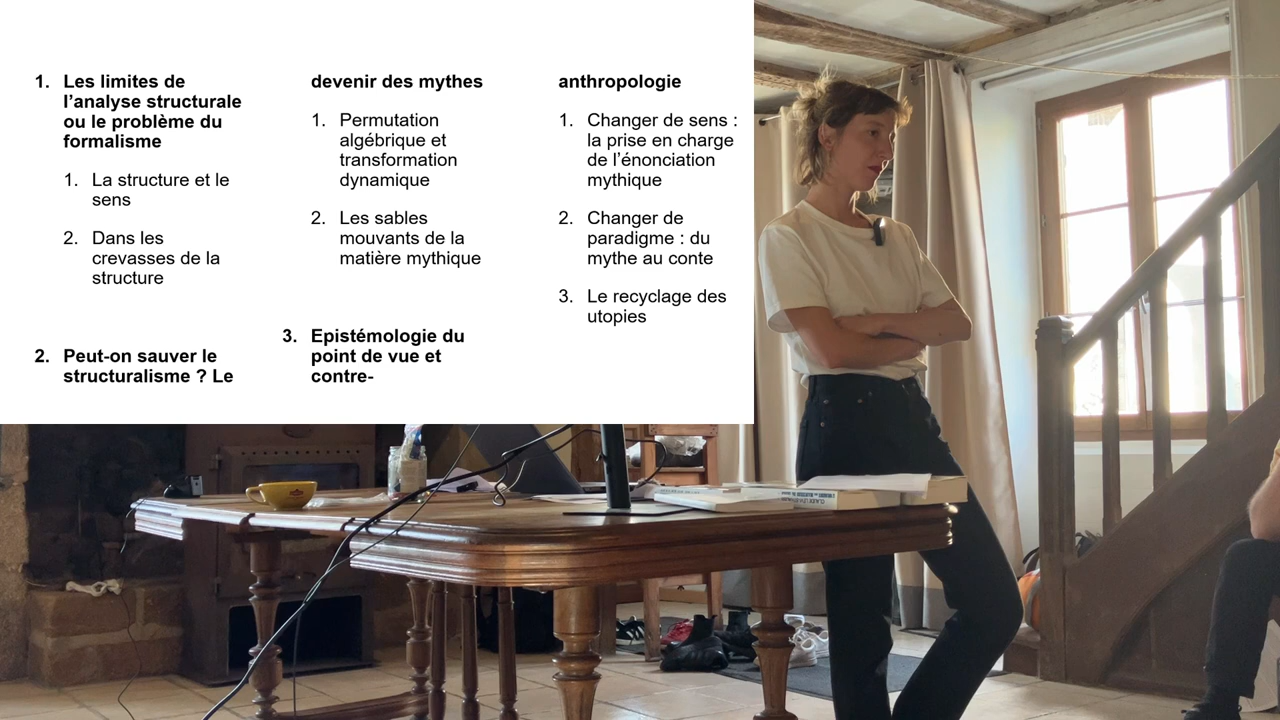 1. Les limites de
l’analyse structurale
ou le problème du
formalisme
1. La structure et le
sens
2. Dans les
crevasses de la
structure
2. Peut-on sauver le
structuralisme ? Le
devenir des mythes
1. Permutation
algébrique et
transformation
dynamique
2. Les sables
mouvants de la
matière mythique
3. Epistémologie du
point de vue et
contre-
anthropologie
1. Changer de sens :
la prise en charge
de l’énonciation
mythique
2. Changer de
paradigme : du
mythe au conte
3. Le recyclage des
utopies